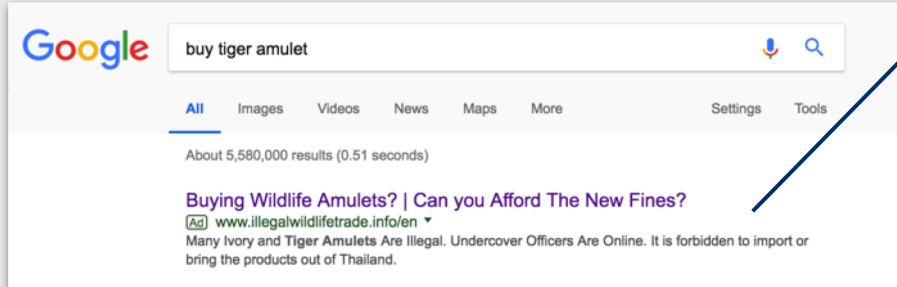 Google
buy tiger amulet
All Images Videos News Maps More Settings Tools
About 5,580,000 results (0.51 seconds)
Buying Wildlife Amulets? | Can you Afford The New Fines?
Ad www.illegalwildlifetrade.info/en
Many Ivory and Tiger Amulets Are Illegal. Undercover Officers Are Online. It is forbidden to import or
bring the products out of Thailand.